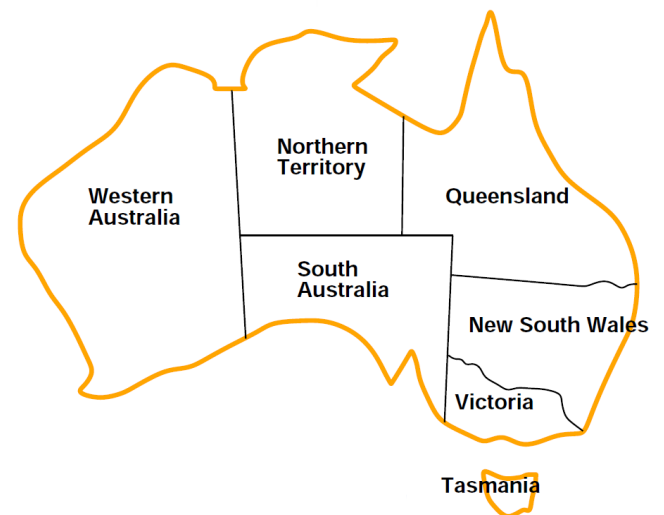 Northern
Territory
Western
Australia
Queensland
South
Australia
New South Wales
Victoria
Tasmania